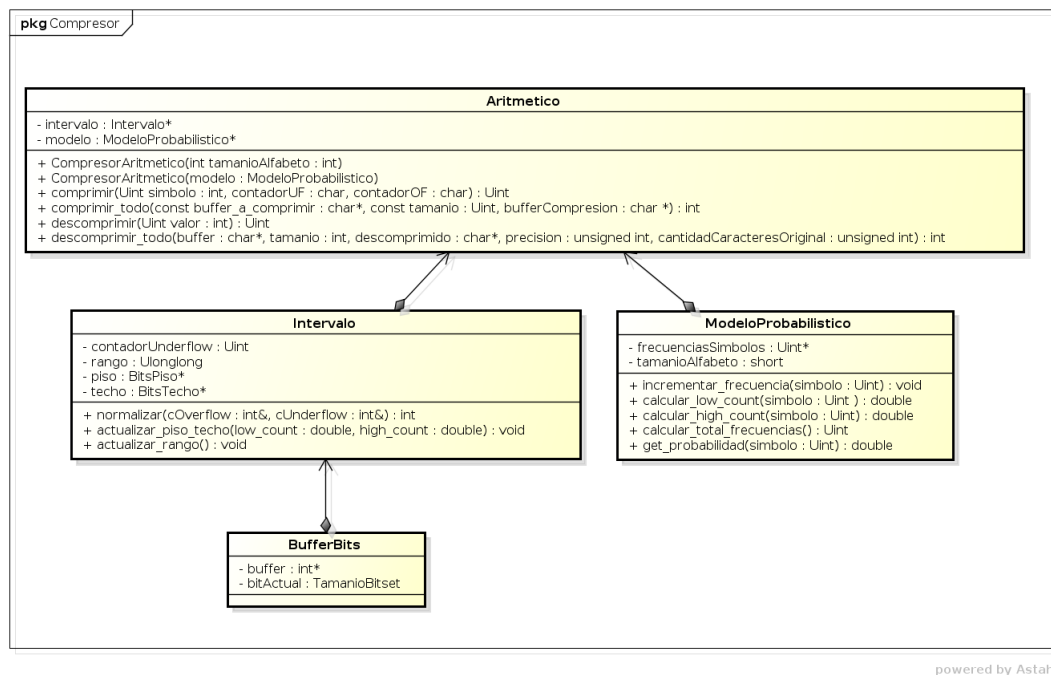 pkg Compresor
Aritmetico
- intervalo : Intervalo*
- modelo : ModeloProbabilistico*
+ CompresorAritmetico(int tamanioAlfabeto : int)
+ CompresorAritmetico(modelo : ModeloProbabilistico)
+ comprimir(Uint simbolo : int, contadorUF : char, contadorOF : char) : Uint
+ comprimir_todo(const buffer_a_comprimir : char*, const tamanio : Uint, bufferCompresion : char *) : int
+ descomprimir(Uint valor : int) : Uint
+ descomprimir_todo(buffer : char*, tamanio : int, descomprimido : char*, precision : unsigned int, cantidadCaracteresOriginal : unsigned int) : int
Intervalo
- contadorUnderflow : Uint
- rango : Ulonglong
- piso : BitsPiso*
- techo : BitsTecho*
+ normalizar(cOverflow : int&, cUnderflow : int&) : int
+ actualizar_piso_techo(low_count : double, high_count : double) : void
+ actualizar_rango() : void
ModeloProbabilistico
- frecuenciasSimbolos : Uint*
- tamanioAlfabeto : short
+ incrementar_frecuencia(simbolo : Uint) : void
+ calcular_low_count(simbolo : Uint ) : double
+ calcular_high_count(simbolo : Uint) : double
+ calcular_total_frecuencias() : Uint
+ get_probabilidad(simbolo : Uint) : double
BufferBits
- buffer : int*
- bitActual : TamanioBitset
powered by Astah